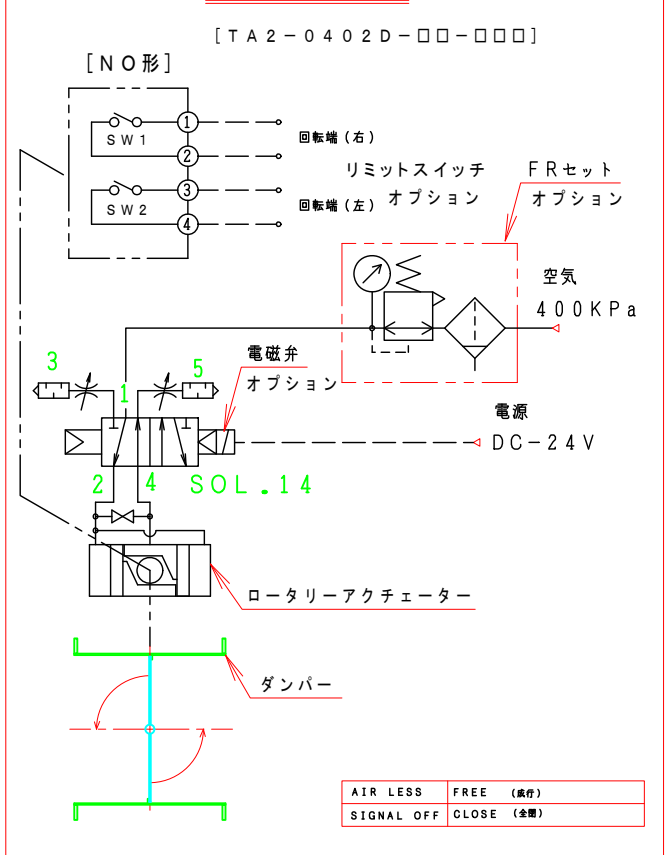 [TA2-0402D-□□-□□□]
[NO形]
1
SW1
2
回転端(右)
3
SW2
4
回転端(左)
リミットスイッチ
オプション
FRセット
オプション
空気
400KPa
電磁弁
オプション
3
1
5
電源
DC-24V
2
4
SOL.14
ロータリーアクチェーター
ダンパー
AIR LESS FREE (成行)
SIGNAL OFF CLOSE (全閉)